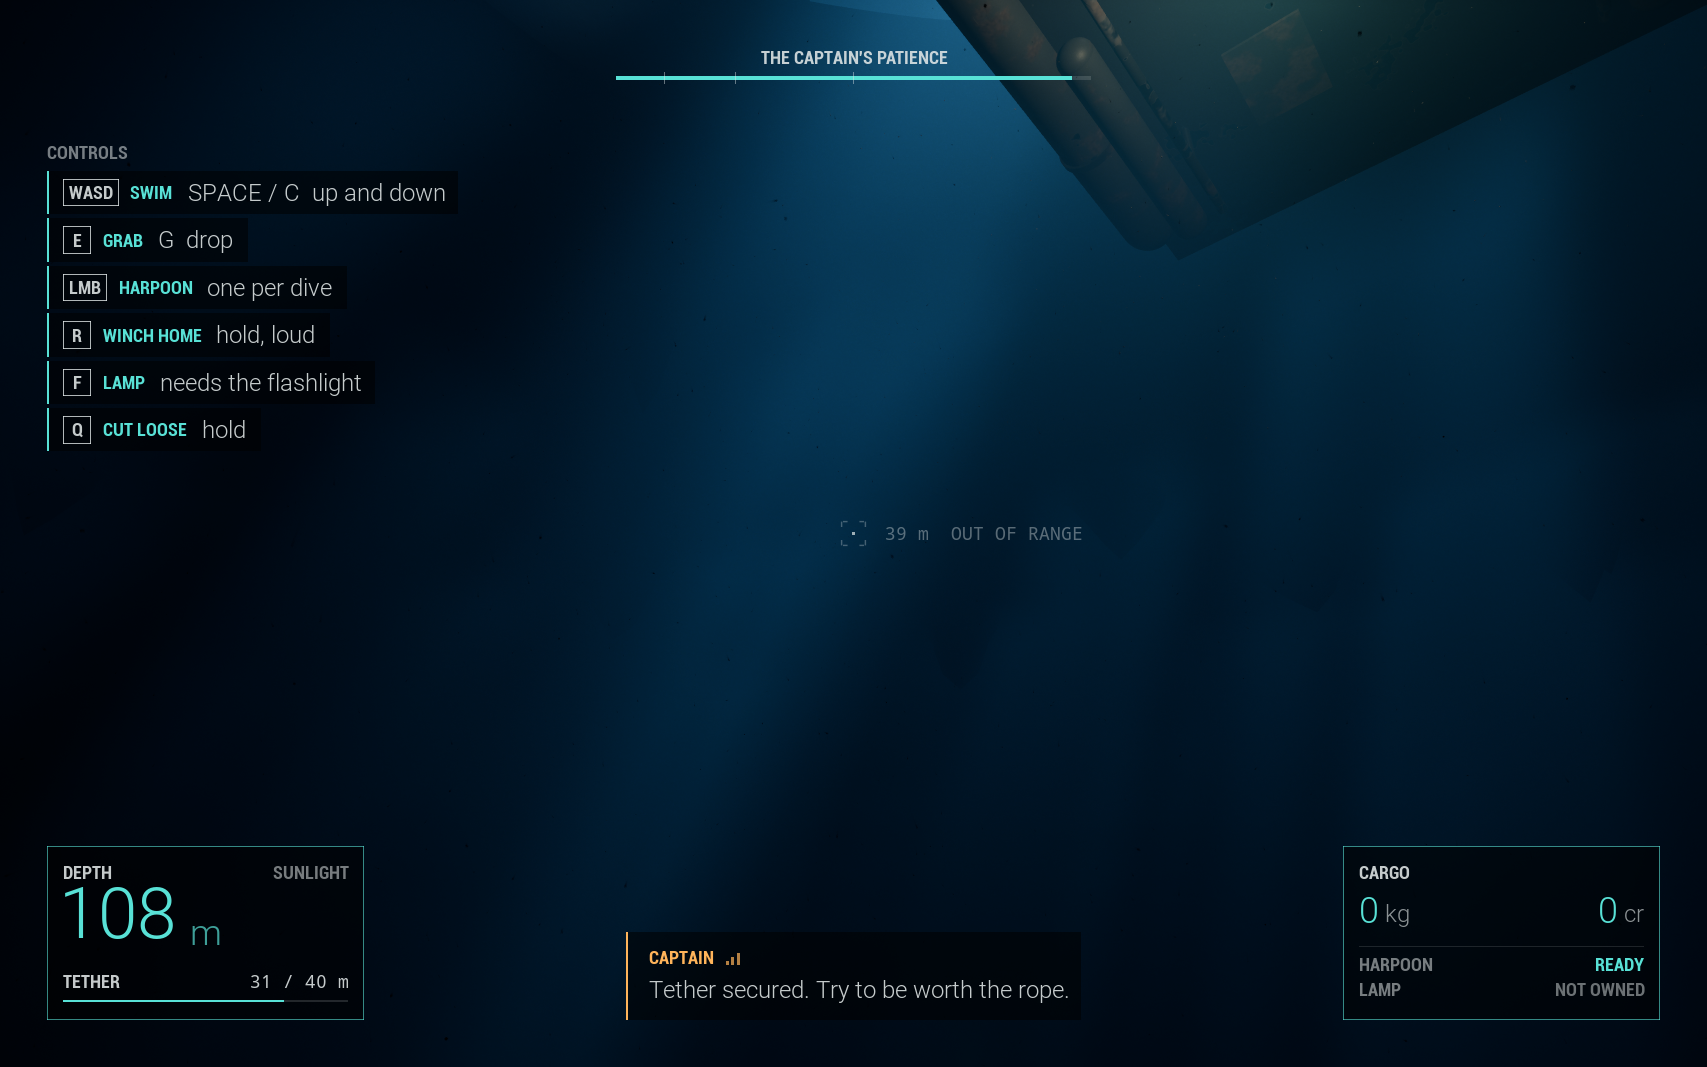 THE CAPTAIN'S PATIENCE
CONTROLS
WASD SWIM SPACE / C up and down
E GRAB G drop
LMB HARPOON one per dive
R WINCH HOME hold, loud
F LAMP needs the flashlight
Q CUT LOOSE hold
39 m OUT OF RANGE
DEPTH SUNLIGHT
108 m
TETHER 31 / 40 m
CAPTAIN
Tether secured. Try to be worth the rope.
CARGO
0 kg 0 cr
HARPOON READY
LAMP NOT OWNED